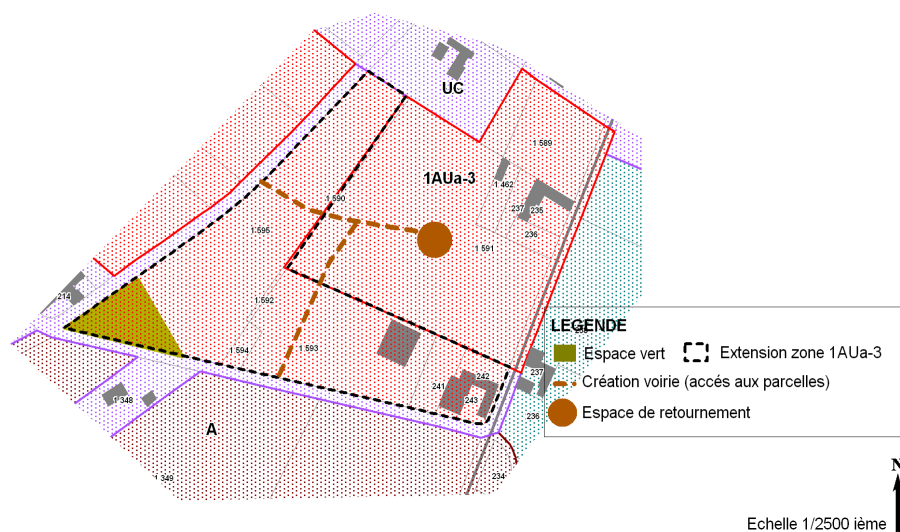 UC
1 589
1AUa-3
1 462
1 590
237
235
1 595
236
1 591
214
1 592
LEGENDE
Espace vert
Extension zone 1AUa-3
1 593
1 594
237
242
Création voirie (accés aux parcelles)
241
1 348
243
236
Espace de retournement
A
1 349
234
N
Echelle 1/2500 ième